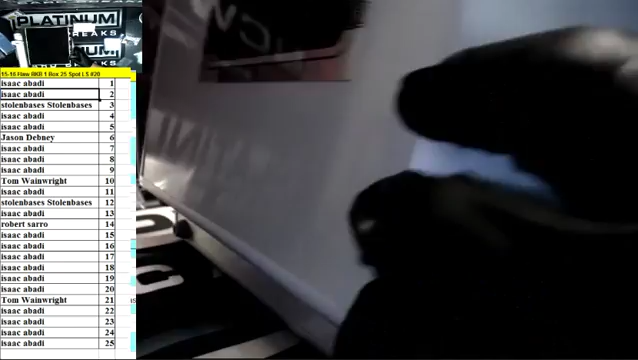 PLATINUM
BREAKS
15-16 Flaw BKB 1 Box 25 Spot LS #20
isaac abadi 1
isaac abadi 2
stolenbases Stolenbases 3
isaac abadi 4
isaac abadi 5
Jason Debney 6
isaac abadi 7
isaac abadi 8
isaac abadi 9
Tom Wainwright 10
isaac abadi 11
stolenbases Stolenbases 12
isaac abadi 13
robert sarro 14
isaac abadi 15
isaac abadi 16
isaac abadi 17
isaac abadi 18
isaac abadi 19
isaac abadi 20
Tom Wainwright 21
isaac abadi 22
isaac abadi 23
isaac abadi 24
isaac abadi 25